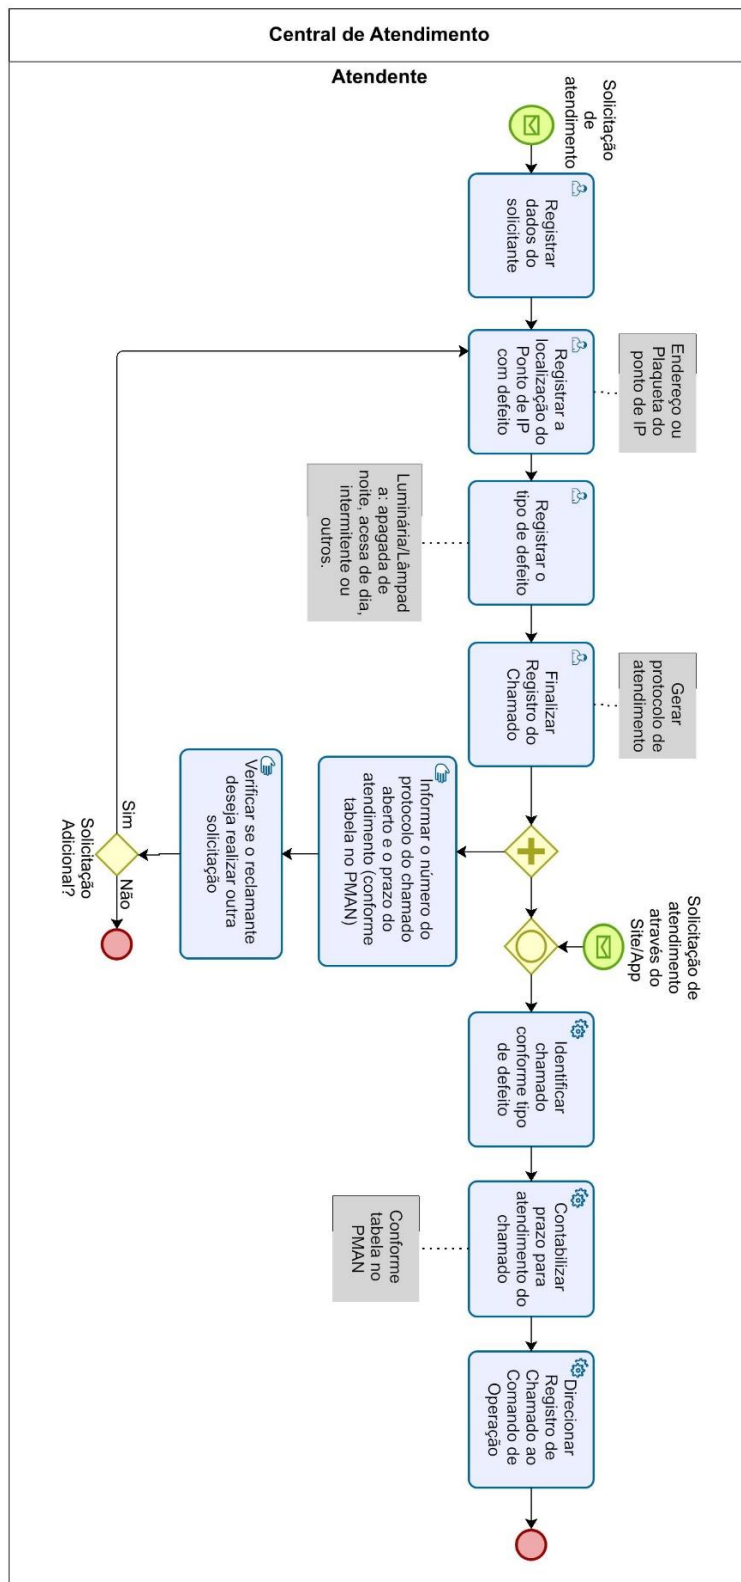 Central de Atendimento
Atendente
Solicitação
de
atendimento
Registrar
dados do
solicitante
Registrar a
localização do
Ponto de IP
com defeito
Endereço ou
Plaqueta do
ponto de IP
Registrar o
tipo de defeito
Luminária/Lâmpad
a: apagada de
noite, acesa de dia,
intermitente ou
outros.
Finalizar
Registro do
Chamado
Gerar
protocolo de
atendimento
Informar o número do
protocolo do chamado
aberto e o prazo do
atendimento (conforme
tabela no PMAN)
Verificar se o reclamante
deseja realizar outra
solicitação
Sim
Não
Solicitação
Adicional?
Solicitação de
atendimento
através do
Site/App
Identificar
chamado
conforme tipo
de defeito
Contabilizar
prazo para
atendimento do
chamado
Conforme
tabela no
PMAN
Direcionar
Registro de
Chamado ao
Comando de
Operação